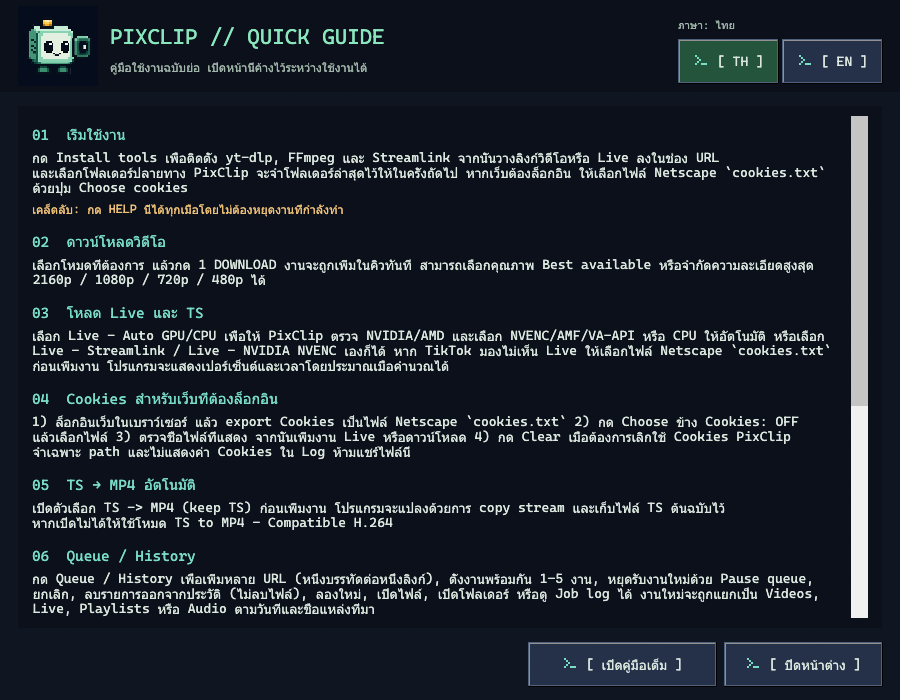 PIXCLIP // QUICK GUIDE
คู่มือใช้งานฉบับย่อ เปิดหน้านี้ค้างไว้ระหว่างใช้งานได้
ภาษา: ไทย
>_ [ TH ]
>_ [ EN ]
01 เริ่มใช้งาน
กด Install tools เพื่อติดตั้ง yt-dlp, FFmpeg และ Streamlink จากนั้นวางลิงก์วิดีโอหรือ Live ลงในช่อง URL
และเลือกโฟลเดอร์ปลายทาง PixClip จะจำโฟลเดอร์ล่าสุดไว้ให้ในครั้งถัดไป หากเว็บต้องล็อกอิน ให้เลือกไฟล์ Netscape `cookies.txt`
ด้วยปุ่ม Choose cookies
เคล็ดลับ: กด HELP นี้ได้ทุกเมื่อโดยไม่ต้องหยุดงานที่กำลังทำ
02 ดาวน์โหลดวิดีโอ
เลือกโหมดที่ต้องการ แล้วกด 1 DOWNLOAD งานจะถูกเพิ่มในคิวทันที สามารถเลือกคุณภาพ Best available หรือจำกัดความละเอียดสูงสุด
2160p / 1080p / 720p / 480p ได้
03 โหลด Live และ TS
เลือก Live - Auto GPU/CPU เพื่อให้ PixClip ตรวจ NVIDIA/AMD และเลือก NVENC/AMF/VA-API หรือ CPU ให้อัตโนมัติ หรือเลือก
Live - Streamlink / Live - NVIDIA NVENC เองก็ได้ หาก TikTok มองไม่เห็น Live ให้เลือกไฟล์ Netscape `cookies.txt`
ก่อนเพิ่มงาน โปรแกรมจะแสดงเปอร์เซ็นต์และเวลาโดยประมาณเมื่อคำนวณได้
04 Cookies สำหรับเว็บที่ต้องล็อกอิน
1) ล็อกอินเว็บในเบราว์เซอร์ แล้ว export Cookies เป็นไฟล์ Netscape `cookies.txt` 2) กด Choose ข้าง Cookies: OFF
แล้วเลือกไฟล์ 3) ตรวจชื่อไฟล์ที่แสดง จากนั้นเพิ่มงาน Live หรือดาวน์โหลด 4) กด Clear เมื่อต้องการเลิกใช้ Cookies PixClip
จำเฉพาะ path และไม่แสดงค่า Cookies ใน Log ห้ามแชร์ไฟล์นี้
05 TS → MP4 อัตโนมัติ
เปิดตัวเลือก TS -> MP4 (keep TS) ก่อนเพิ่มงาน โปรแกรมจะแปลงด้วยการ copy stream และเก็บไฟล์ TS ต้นฉบับไว้
หากเปิดไม่ได้ให้ใช้โหมด TS to MP4 - Compatible H.264
06 Queue / History
กด Queue / History เพื่อเพิ่มหลาย URL (หนึ่งบรรทัดต่อหนึ่งลิงก์), ตั้งงานพร้อมกัน 1-5 งาน, หยุดรับงานใหม่ด้วย Pause queue,
ยกเลิก, ลบรายการออกจากประวัติ (ไม่ลบไฟล์), ลองใหม่, เปิดไฟล์, เปิดโฟลเดอร์ หรือดู Job log ได้ งานใหม่จะถูกแยกเป็น Videos,
Live, Playlists หรือ Audio ตามวันที่และชื่อแหล่งที่มา
>_ [ เปิดคู่มือเต็ม ]
>_ [ ปิดหน้าต่าง ]